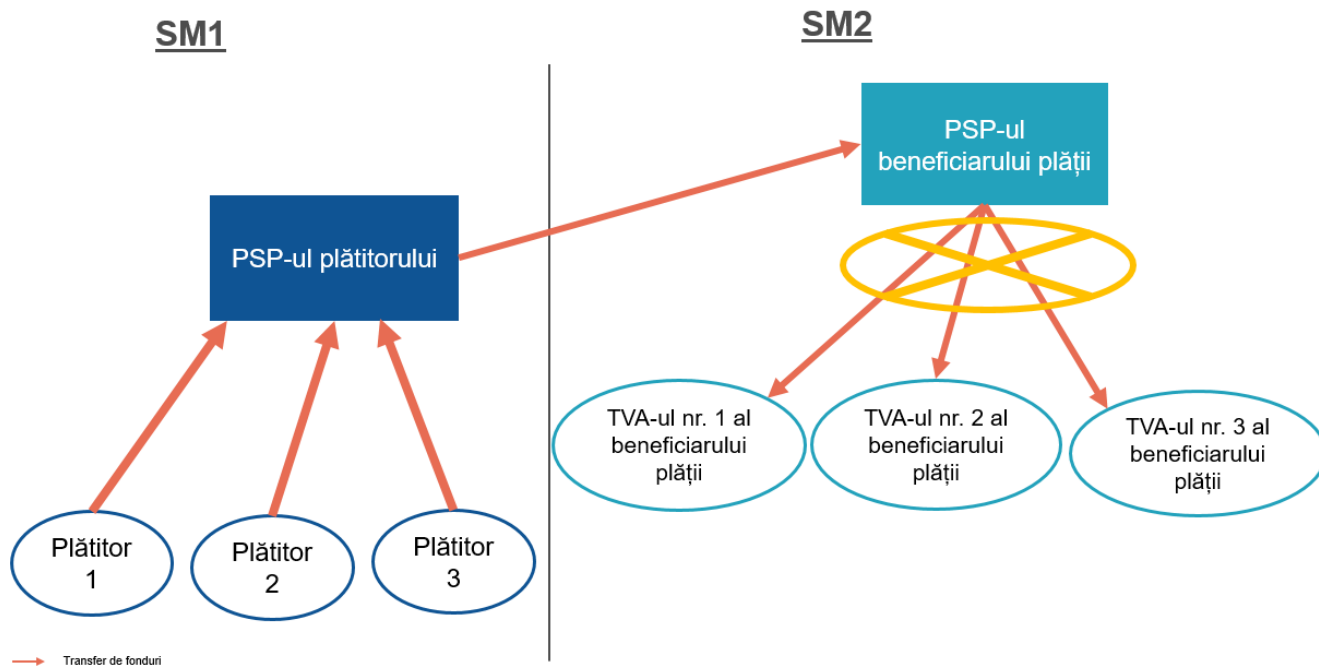 SM1
SM2
PSP-ul
beneficiarului plății
PSP-ul plătitorului
TVA-ul nr. 1 al
beneficiarului
plății
TVA-ul nr. 2 al
beneficiarului
plății
TVA-ul nr. 3 al
beneficiarului
plății
Plătitor
1
Plătitor
2
Plătitor
3
Transfer de fonduri